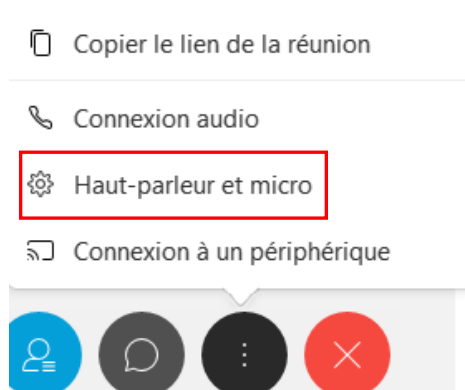 Copier le lien de la réunion
Connexion audio
Haut-parleur et micro
Connexion à un périphérique